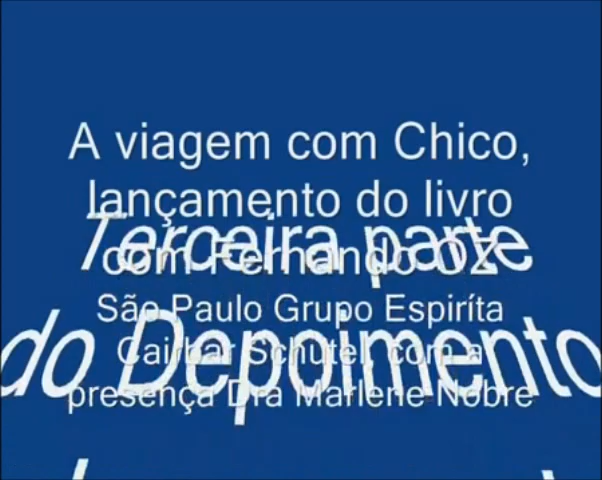 A viagem com Chico,
lançamento do livro
Terceira parte
com Fernando OZ
São Paulo Grupo Espiríta
do Depoimento
Cairbar Schutel, com a
presença Dra Marlene Nobre